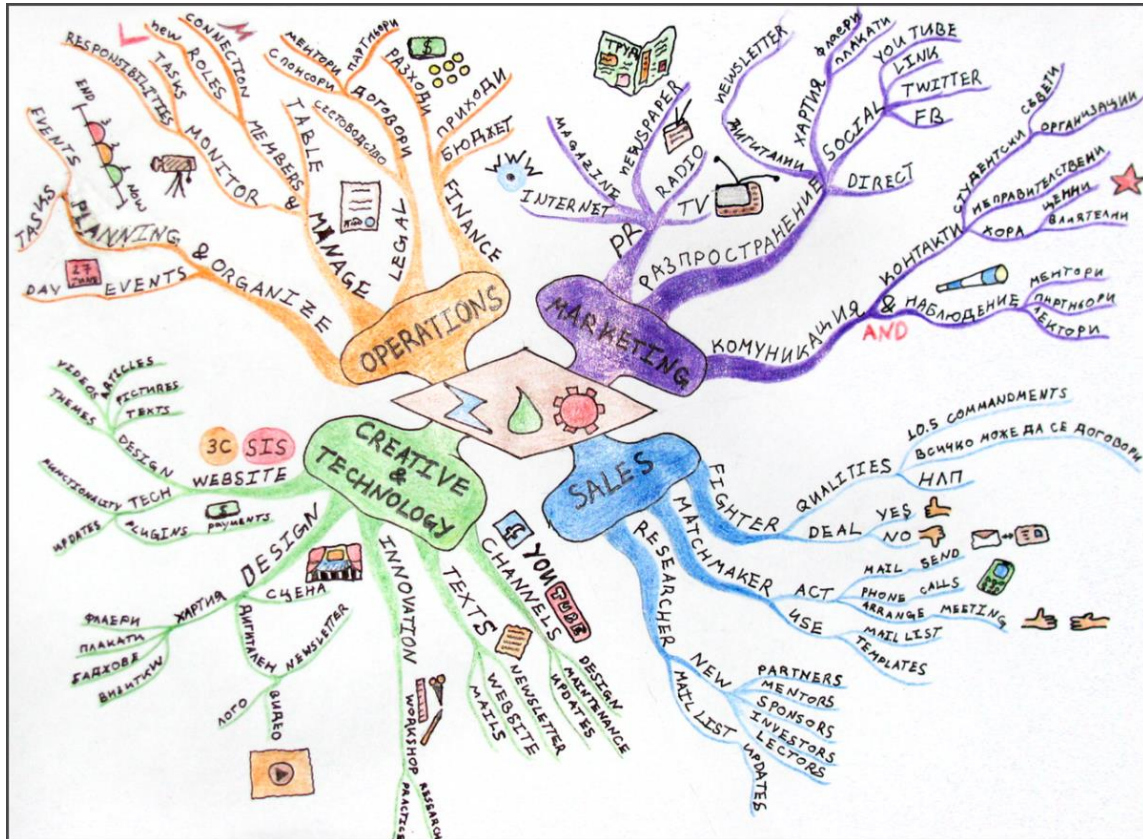 OPERATIONS
PLANNING & ORGANIZE
EVENTS
TASKS
END
NOW
EVENTS
DAY
27
MANAGE
MEMBERS &
MONITOR
RESPONSIBILITIES
TASKS
new ROLES
CONNECTION
L
M
TABLE
LEGAL
СЧЕТОВОДСТВО
ДОГОВОРИ
СПОНСОРИ
МЕНТОРИ
ПАРТНЬОРИ
FINANCE
РАЗХОДИ
ПРИХОДИ
БЮДЖЕТ
$
MARKETING
PR
INTERNET
WWW
MAGAZINE
NEWSPAPER
ТРУД
RADIO
TV
РАЗПРОСТРАНЕНИЕ
ДИГИТАЛНИ
NEWSLETTER
ХАРТИЯ
флаери
ПЛАКАТИ
SOCIAL
YOUTUBE
LINK
TWITTER
FB
DIRECT
КОМУНИКАЦИЯ &
AND
КОНТАКТИ
СТУДЕНТСКИ
СЪВЕТИ
ОРГАНИЗАЦИИ
НЕПРАВИТЕЛСТВЕНИ
ХОРА
ЦЕННИ
ВЛИЯТЕЛНИ
НАБЛЮДЕНИЕ
МЕНТОРИ
ПАРТНЬОРИ
ЛЕКТОРИ
CREATIVE
&
TECHNOLOGY
WEBSITE
3C
SIS
DESIGN
THEMES
VIDEOS
ARTICLES
PICTURES
TEXTS
TECH
FUNCTIONALITY
UPDATES
PLUGINS
payments
$
DESIGN
ХАРТИЯ
ФЛАЕРИ
ПЛАКАТИ
БАДЖОВЕ
ВИЗИТКИ
СЦЕНА
ДИГИТАЛЕН
NEWSLETTER
ЛОГО
ВИДЕО
INNOVATION
WORKSHOP
PRACTICE
RESEARCH
TEXTS
MAILS
WEBSITE
NEWSLETTER
CHANNELS
f
YOU TUBE
DESIGN
MAINTENANCE
UPDATES
SALES
FIGHTER
QUALITIES
10.5 COMMANDMENTS
ВСИЧКО МОЖЕ ДА СЕ ДОГОВОРИ
НЛП
DEAL
YES
NO
MATCHMAKER
ACT
MAIL SEND
PHONE CALLS
ARRANGE MEETING
USE
MAIL LIST
TEMPLATES
RESEARCHER
NEW
PARTNERS
MENTORS
SPONSORS
INVESTORS
LECTORS
MAIL LIST
UPDATES